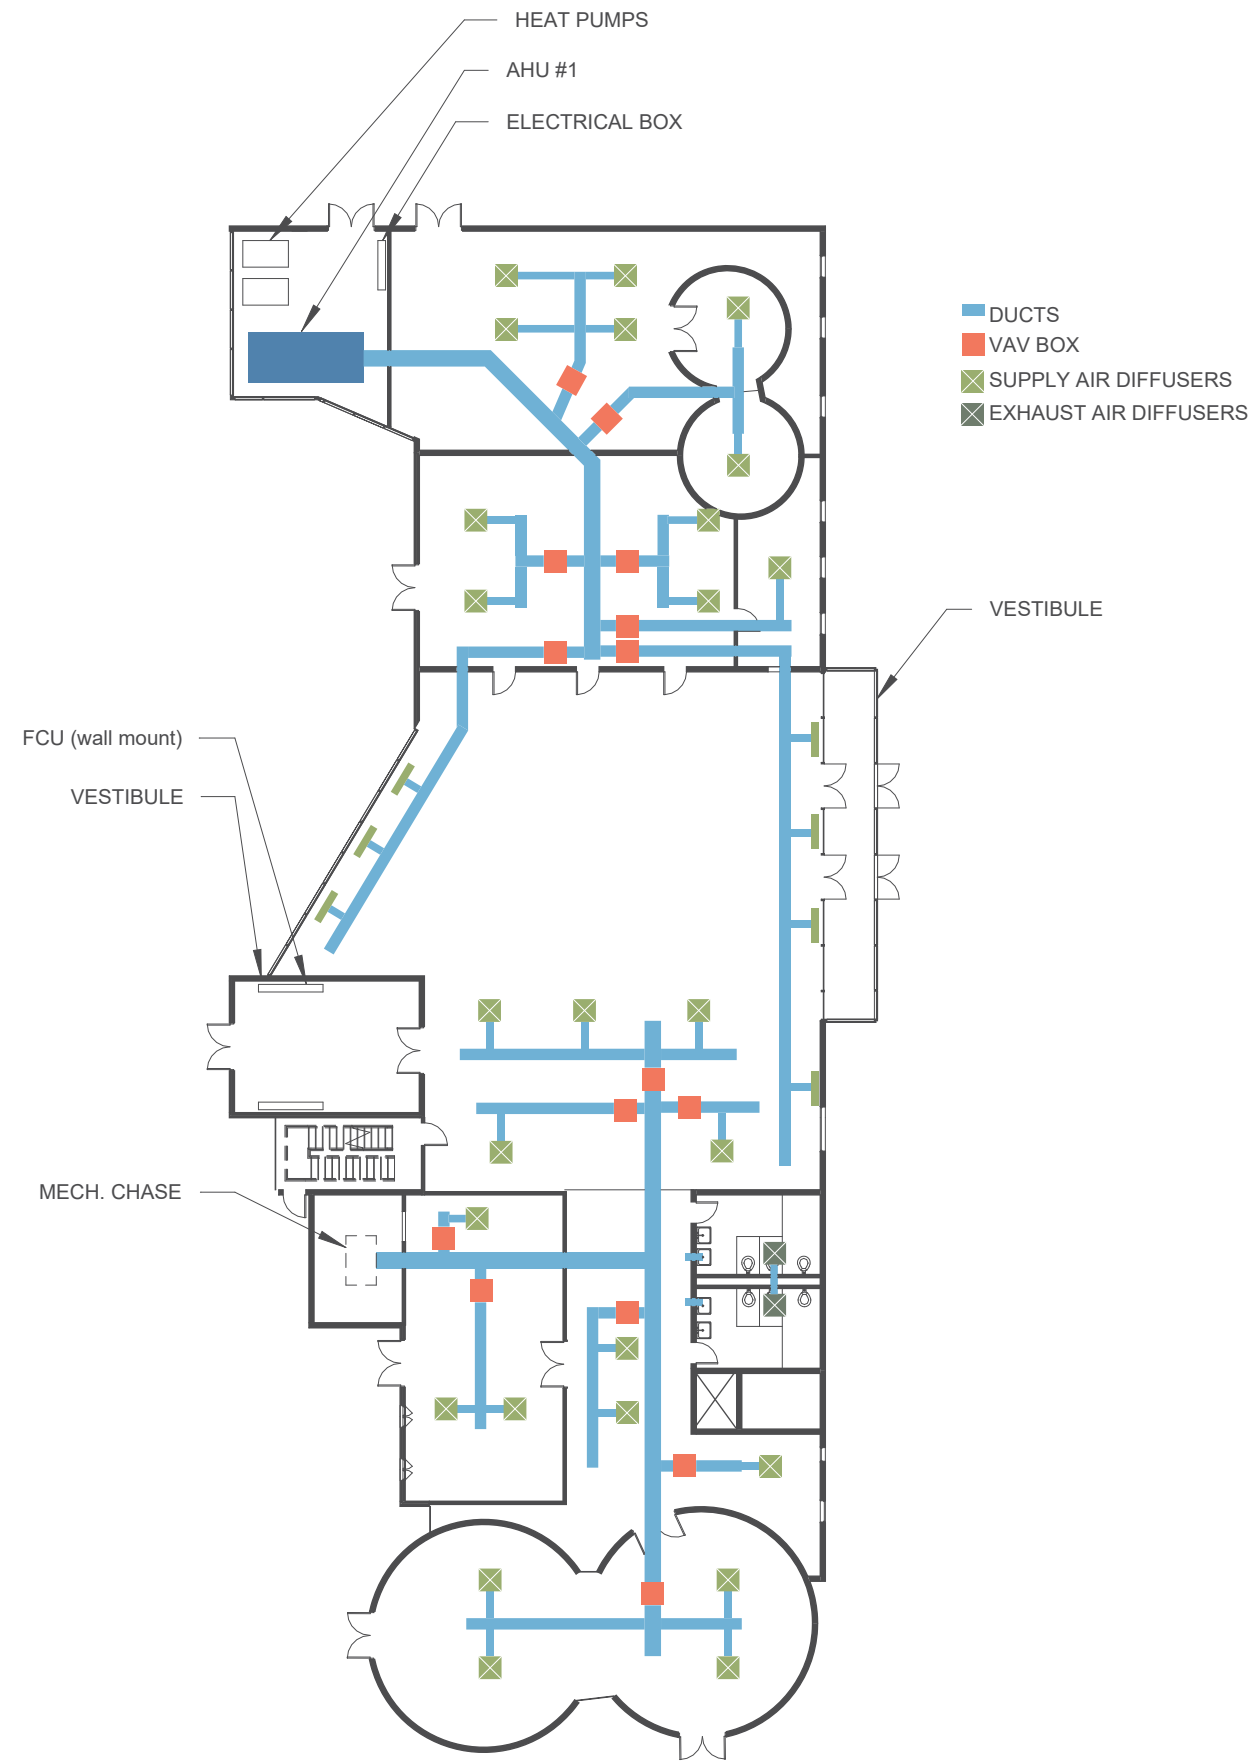 HEAT PUMPS
AHU #1
ELECTRICAL BOX
DUCTS
VAV BOX
SUPPLY AIR DIFFUSERS
EXHAUST AIR DIFFUSERS
VESTIBULE
FCU (wall mount)
VESTIBULE
MECH. CHASE